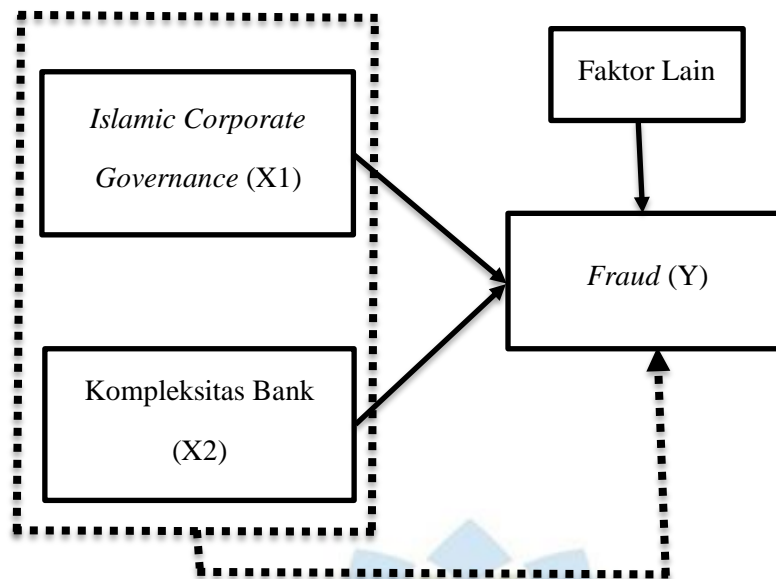 Islamic Corporate
Governance (X1)
Faktor Lain
Fraud (Y)
Kompleksitas Bank
(X2)